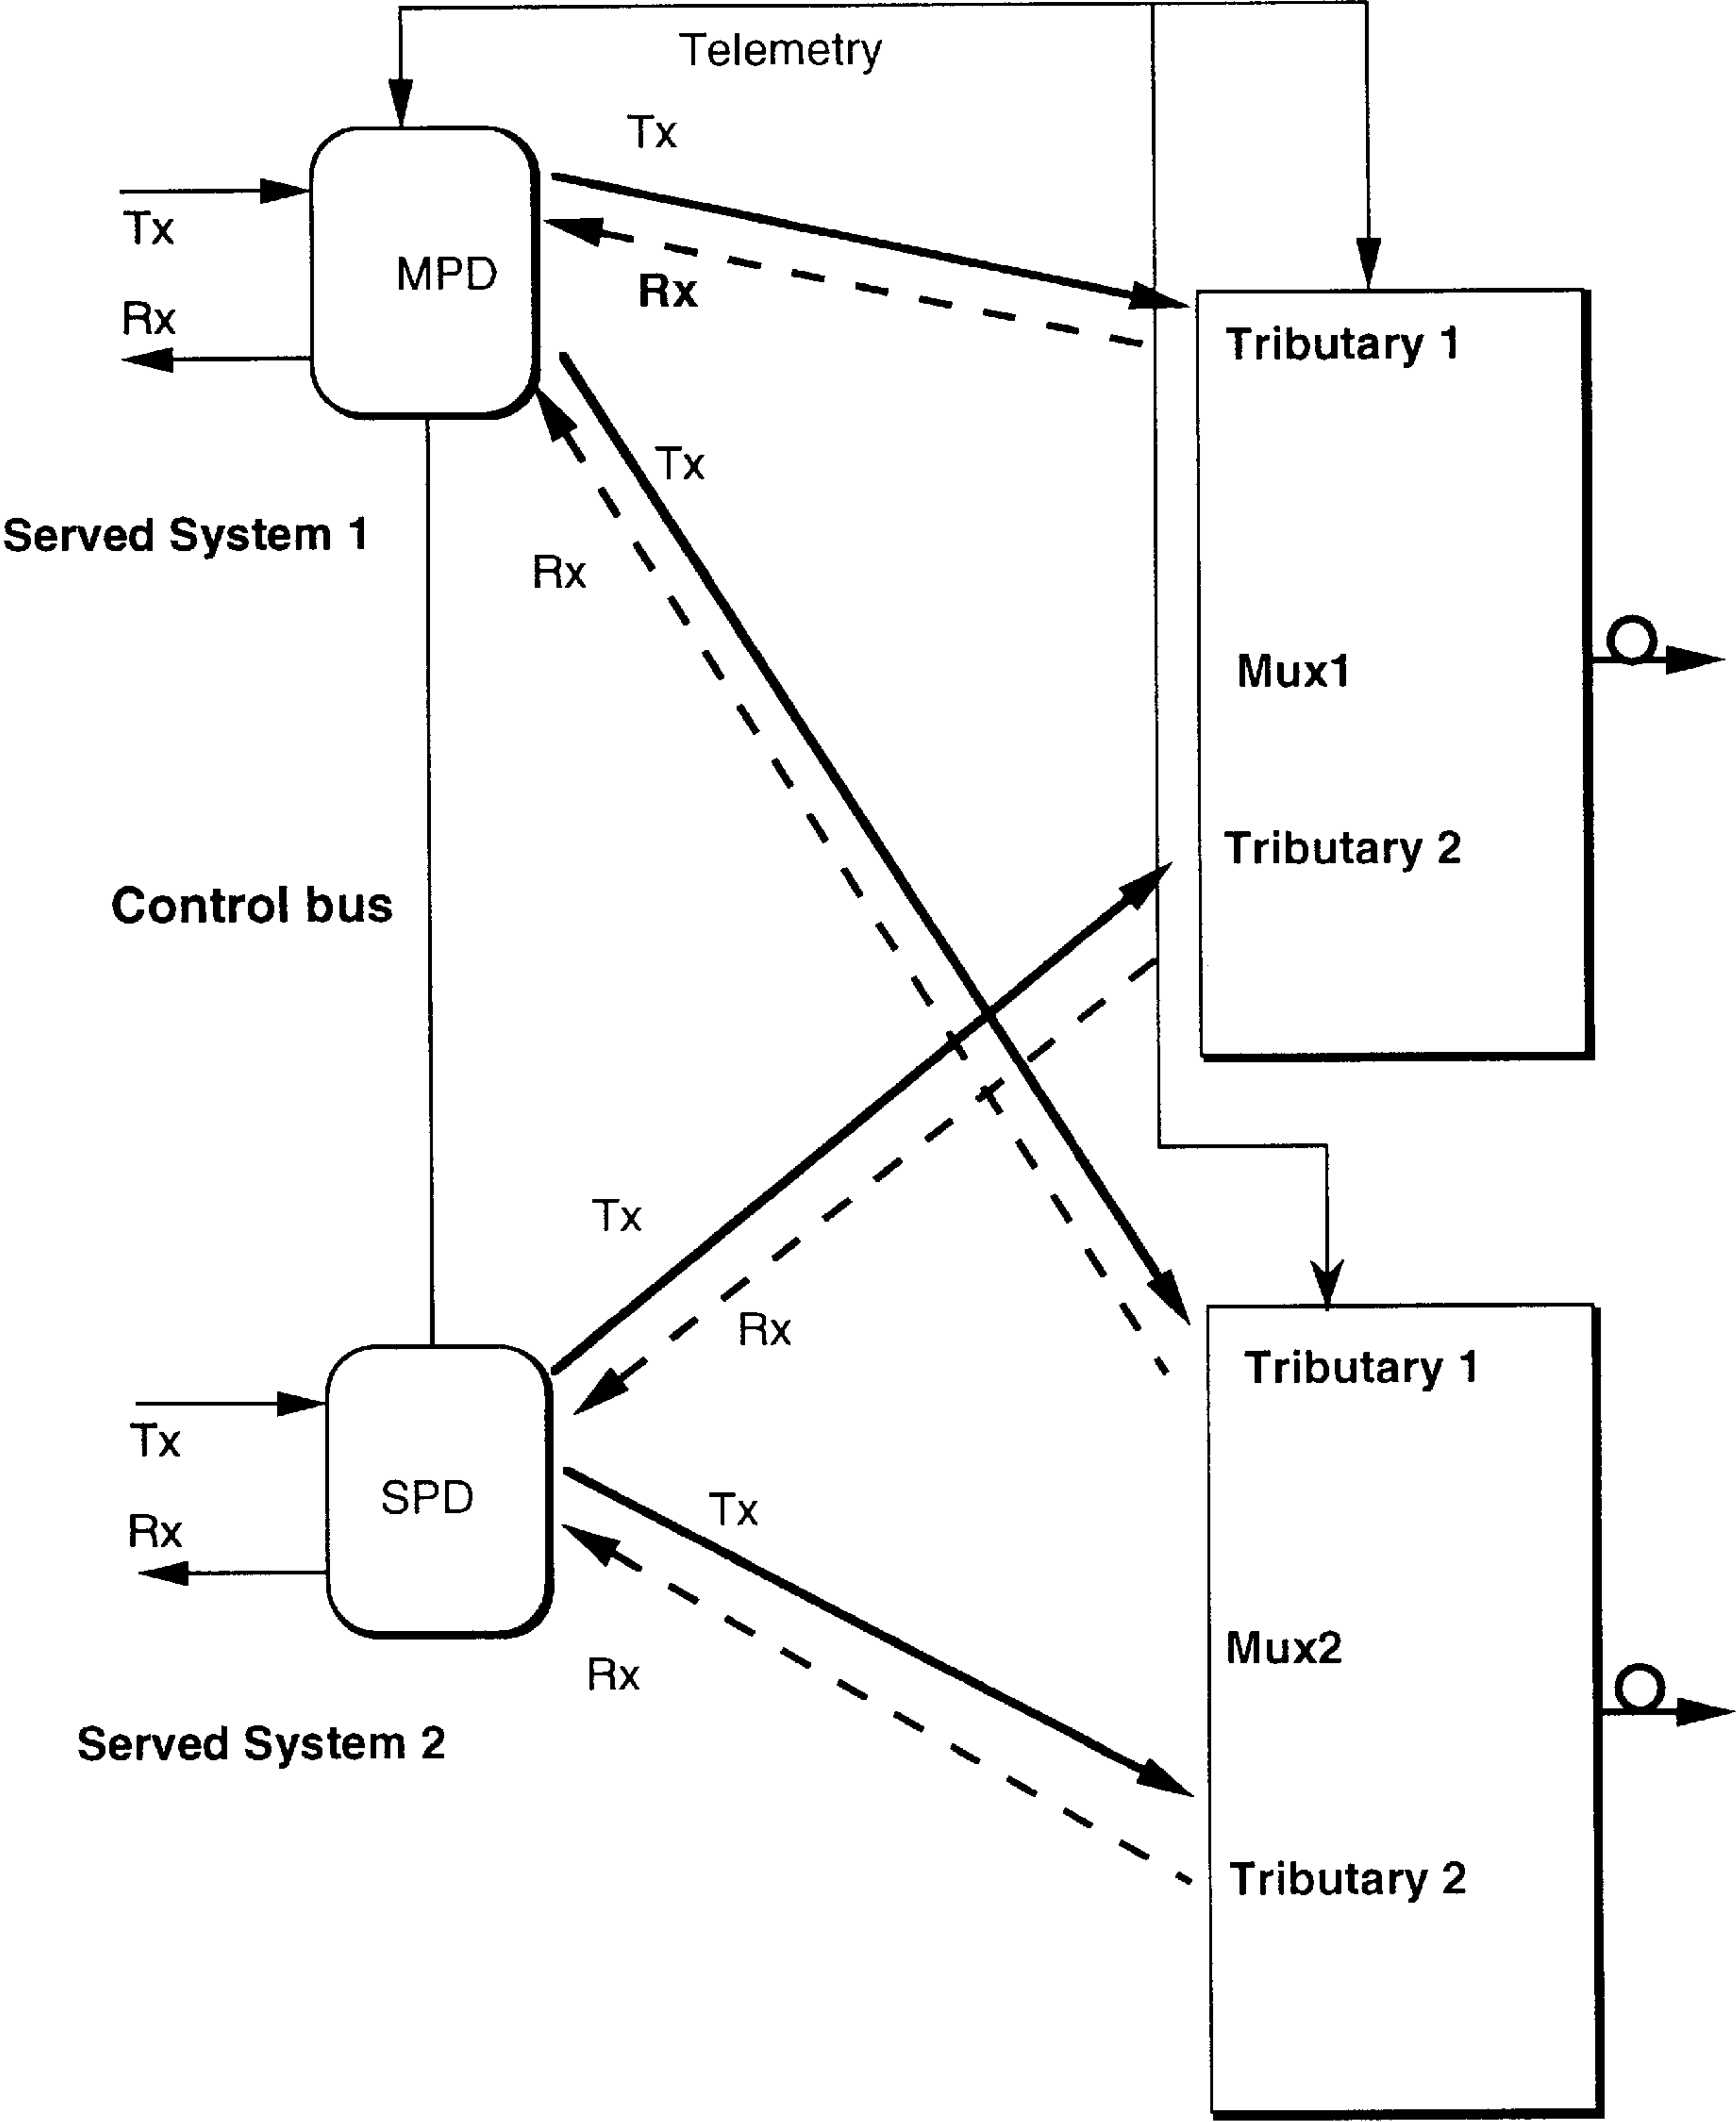 Telemetry
Tx
Tx
MPD
Rx
Rx
Tributary 1
Tx
Served System 1
Rx
Mux1
Tributary 2
Control bus
Tx
Rx
Tributary 1
Tx
SPD
Tx
Rx
Mux2
Rx
Served System 2
Tributary 2